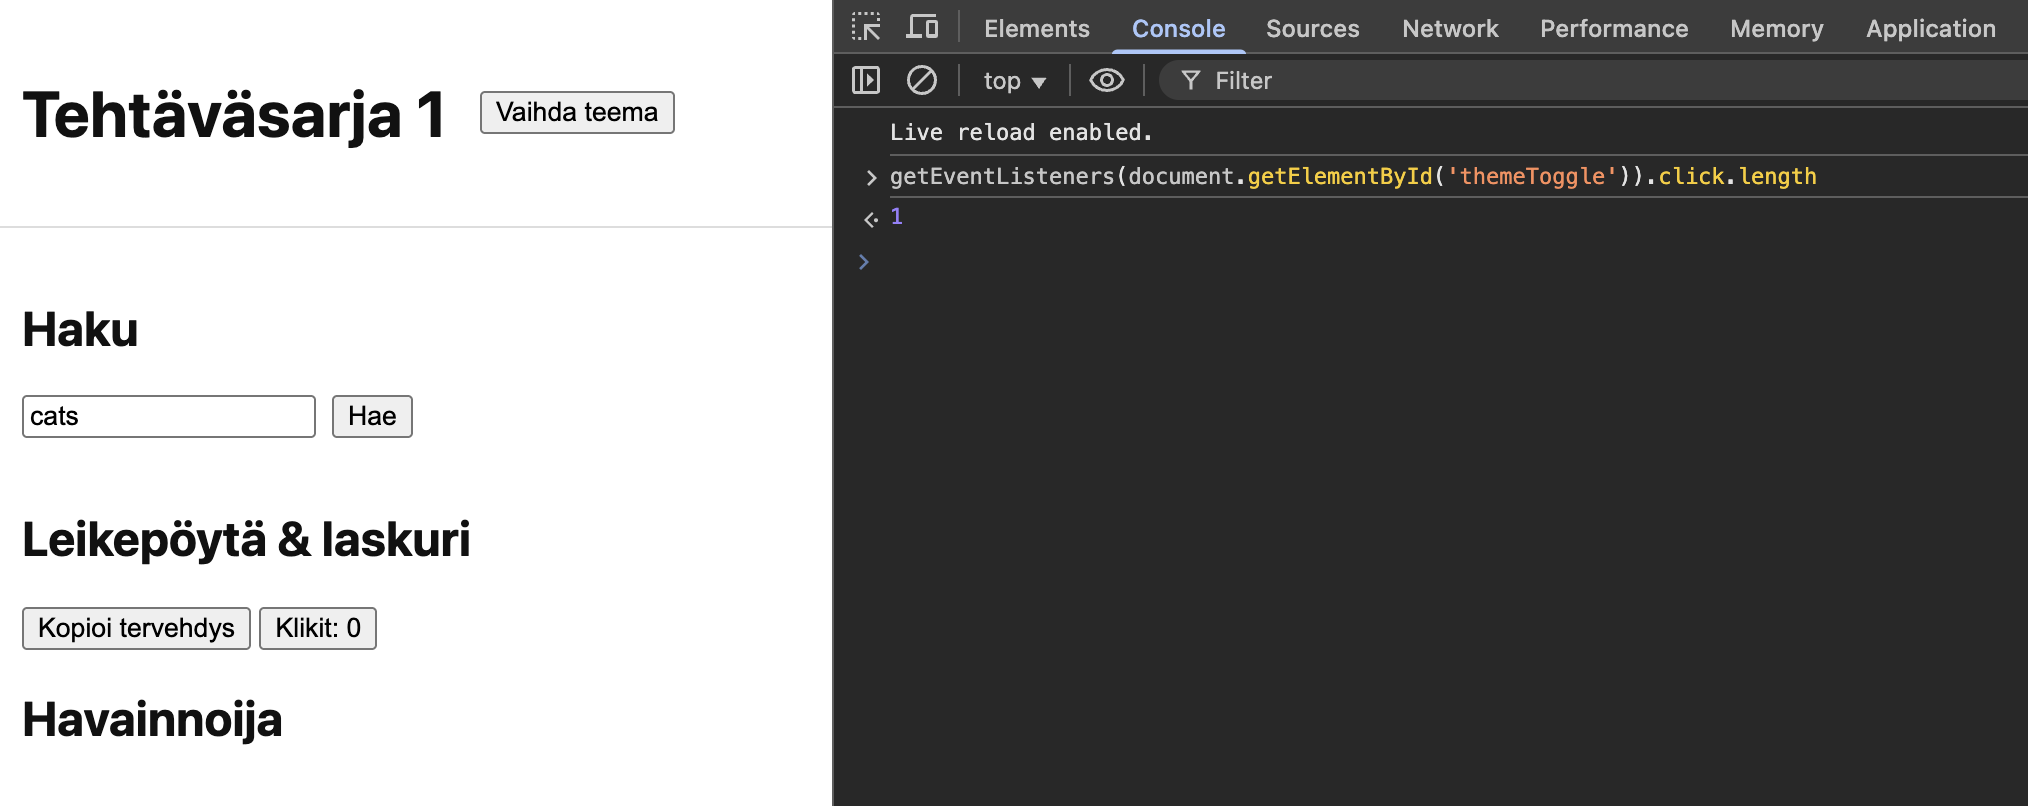 Tehtäväsarja 1 Vaihda teema
Haku
cats Hae
Leikepöytä & laskuri
Kopioi tervehdys Klikit: 0
Havainnoija
Elements Console Sources Network Performance Memory Application
top Filter
Live reload enabled.
getEventListeners(document.getElementById('themeToggle')).click.length
1